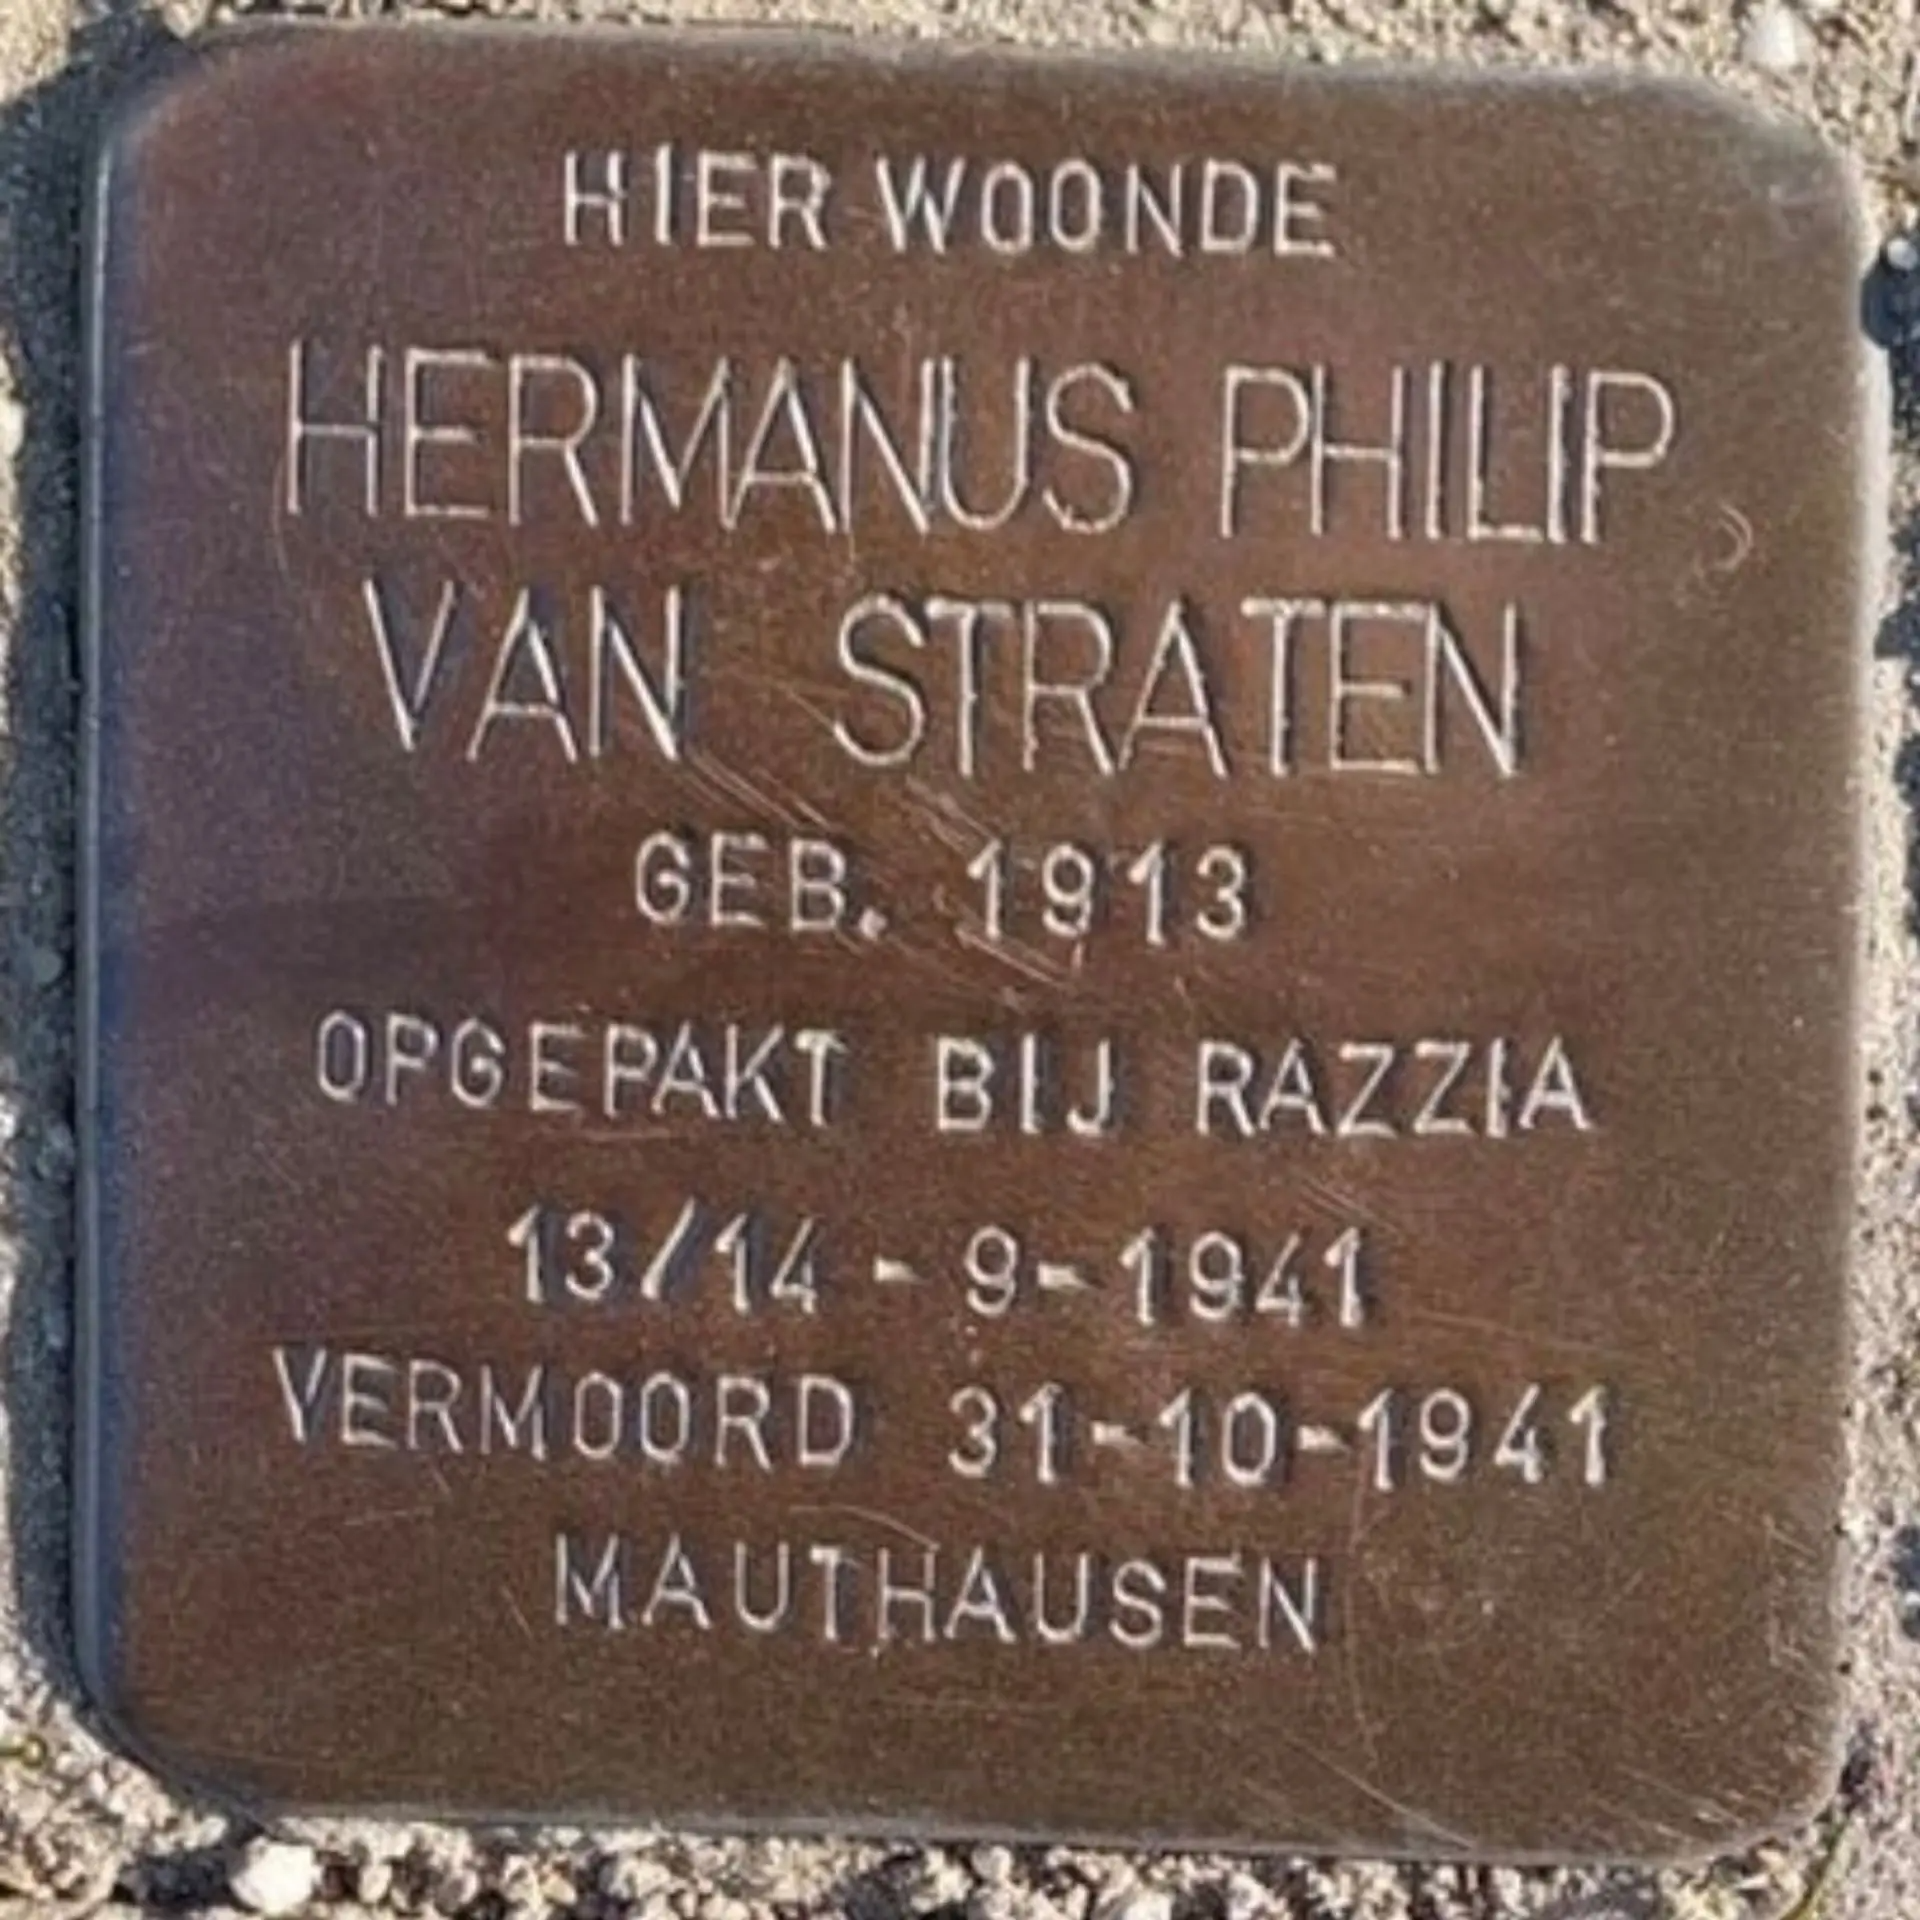 HIER WOONDE
HERMANUS PHILIP
VAN STRATEN
GEB. 1913
OPGEPAKT BIJ RAZZIA
13/14-9-1941
VERMOORD 31-10-1941
MAUTHAUSEN